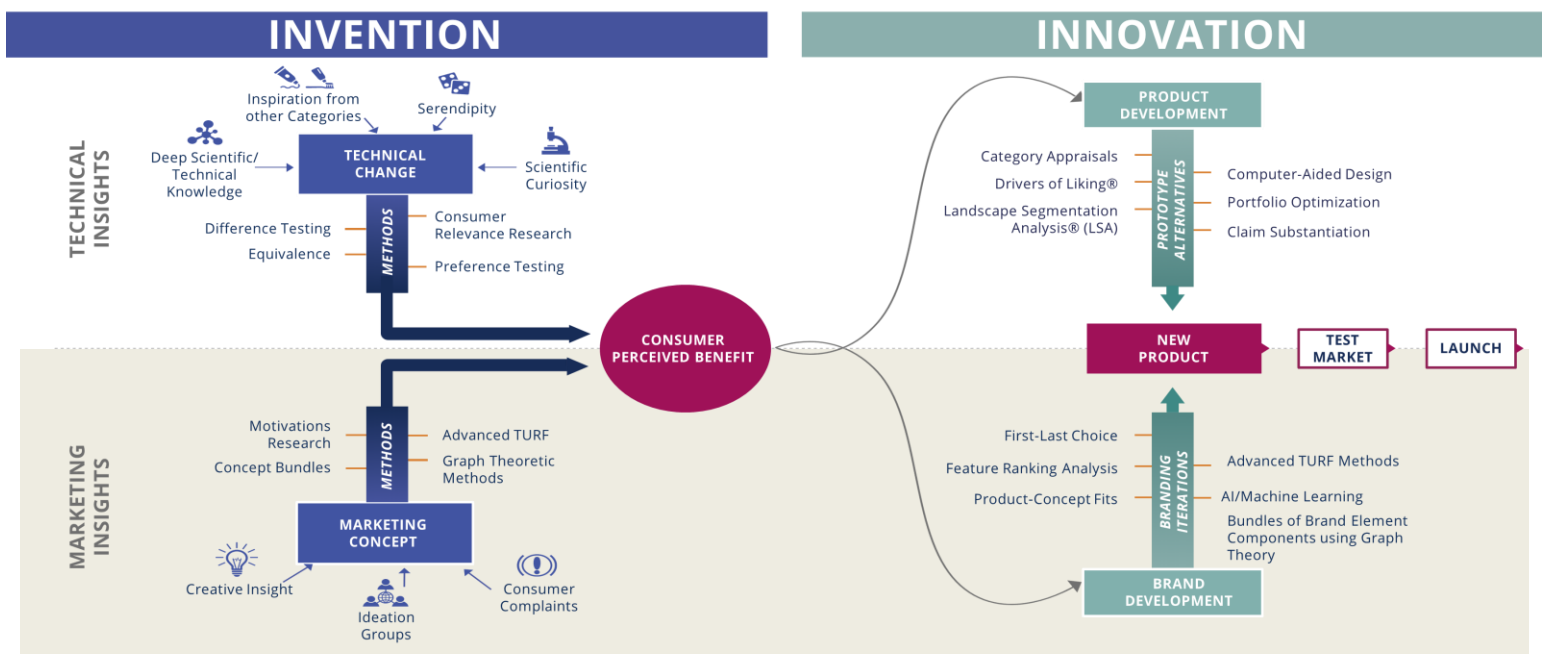 INVENTION
INNOVATION
TECHNICAL
INSIGHTS
Inspiration from
other Categories
Serendipity
Deep Scientific/
Technical
Knowledge
TECHNICAL
CHANGE
Scientific
Curiosity
METHODS
Difference Testing
Equivalence
Consumer
Relevance Research
Preference Testing
CONSUMER
PERCEIVED BENEFIT
MARKETING
INSIGHTS
METHODS
Motivations
Research
Concept Bundles
Advanced TURF
Graph Theoretic
Methods
MARKETING
CONCEPT
Creative Insight
Ideation
Groups
Consumer
Complaints
PRODUCT
DEVELOPMENT
PROTOTYPE
ALTERNATIVES
Category Appraisals
Drivers of Liking®
Landscape Segmentation
Analysis® (LSA)
Computer-Aided Design
Portfolio Optimization
Claim Substantiation
NEW
PRODUCT
TEST
MARKET
LAUNCH
BRANDING
ITERATIONS
First-Last Choice
Feature Ranking Analysis
Product-Concept Fits
Advanced TURF Methods
AI/Machine Learning
Bundles of Brand Element
Components using Graph
Theory
BRAND
DEVELOPMENT